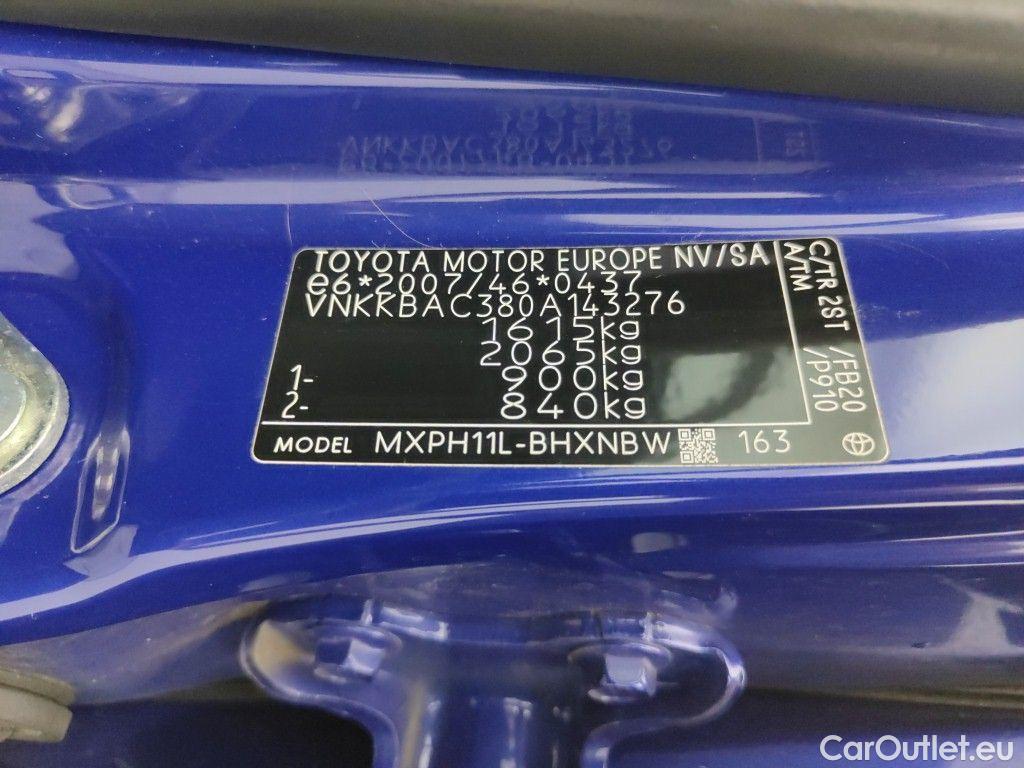 TOYOTA MOTOR EUROPE NV/SA
e6*2007/46*0437
VNKKBAC380A143276
1615kg
2065kg
1- 900kg
2- 840kg
MODEL MXPH11L-BHXNBW 163
C/TR 2ST /FB20
A/TM /P910
CarOutlet.eu